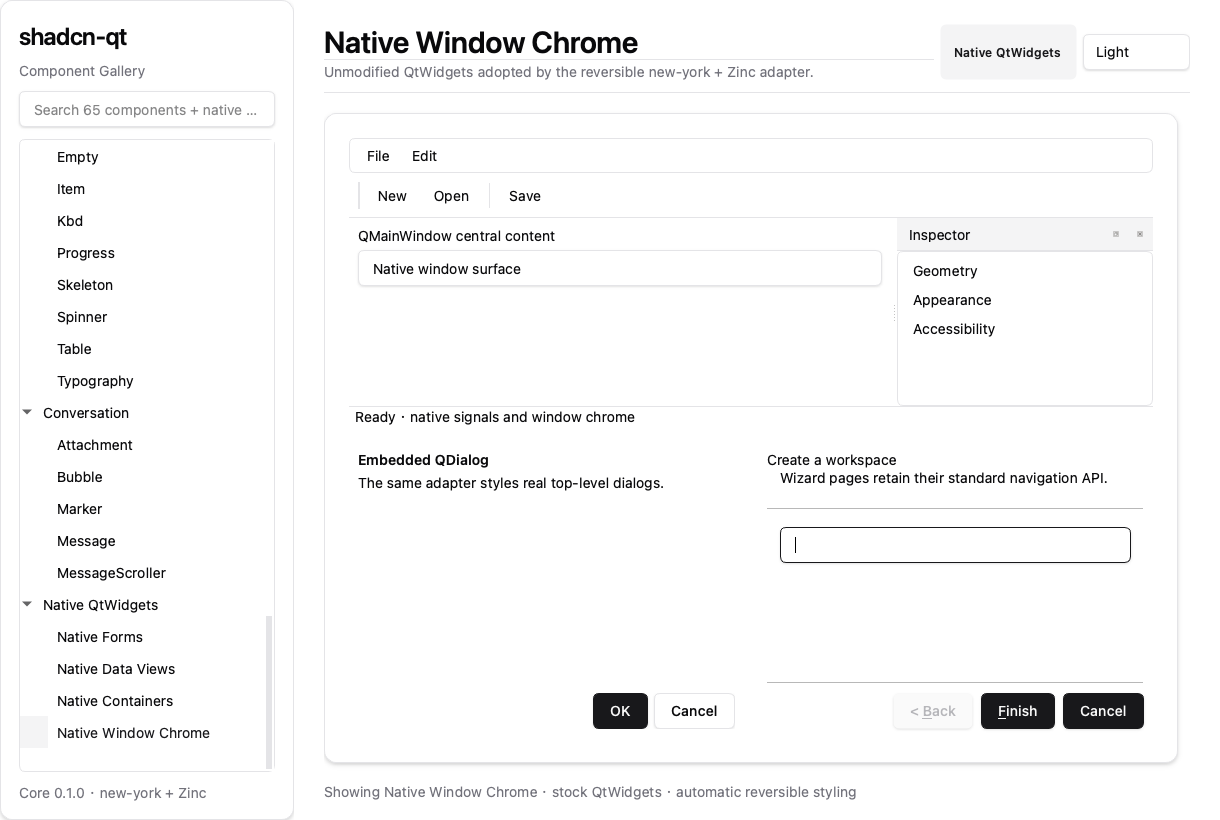 shadcn-qt
Component Gallery
Search 65 components + native ...
Empty
Item
Kbd
Progress
Skeleton
Spinner
Table
Typography
Conversation
Attachment
Bubble
Marker
Message
MessageScroller
Native QtWidgets
Native Forms
Native Data Views
Native Containers
Native Window Chrome
Core 0.1.0 · new-york + Zinc
Native Window Chrome
Unmodified QtWidgets adopted by the reversible new-york + Zinc adapter.
Native QtWidgets
Light
File Edit
New Open Save
QMainWindow central content
Native window surface
Inspector
Geometry
Appearance
Accessibility
Ready · native signals and window chrome
Embedded QDialog
The same adapter styles real top-level dialogs.
OK Cancel
Create a workspace
Wizard pages retain their standard navigation API.
< Back Finish Cancel
Showing Native Window Chrome · stock QtWidgets · automatic reversible styling